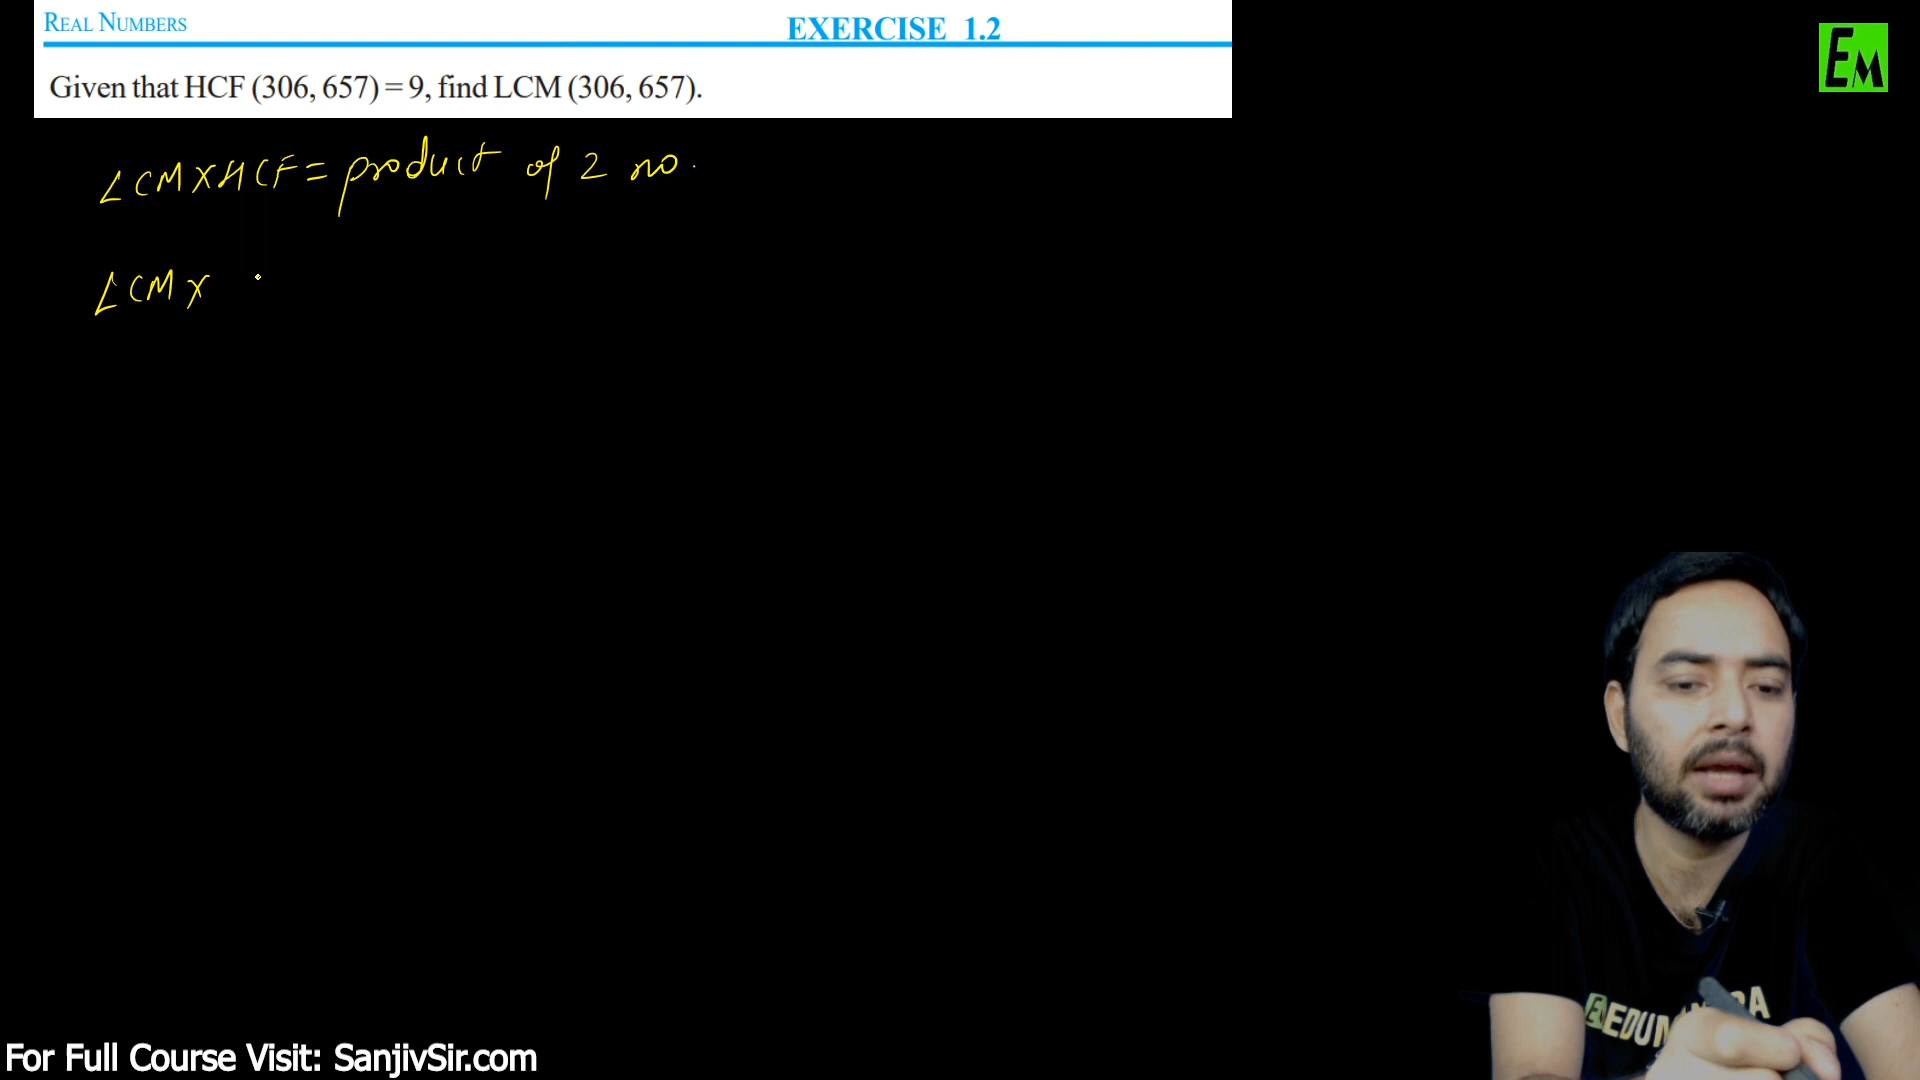 REAL NUMBERS
EXERCISE 1.2
EM
Given that HCF (306, 657) = 9, find LCM (306, 657).
LCM X HCF = product of 2 no.
LCM X
For Full Course Visit: SanjivSir.com